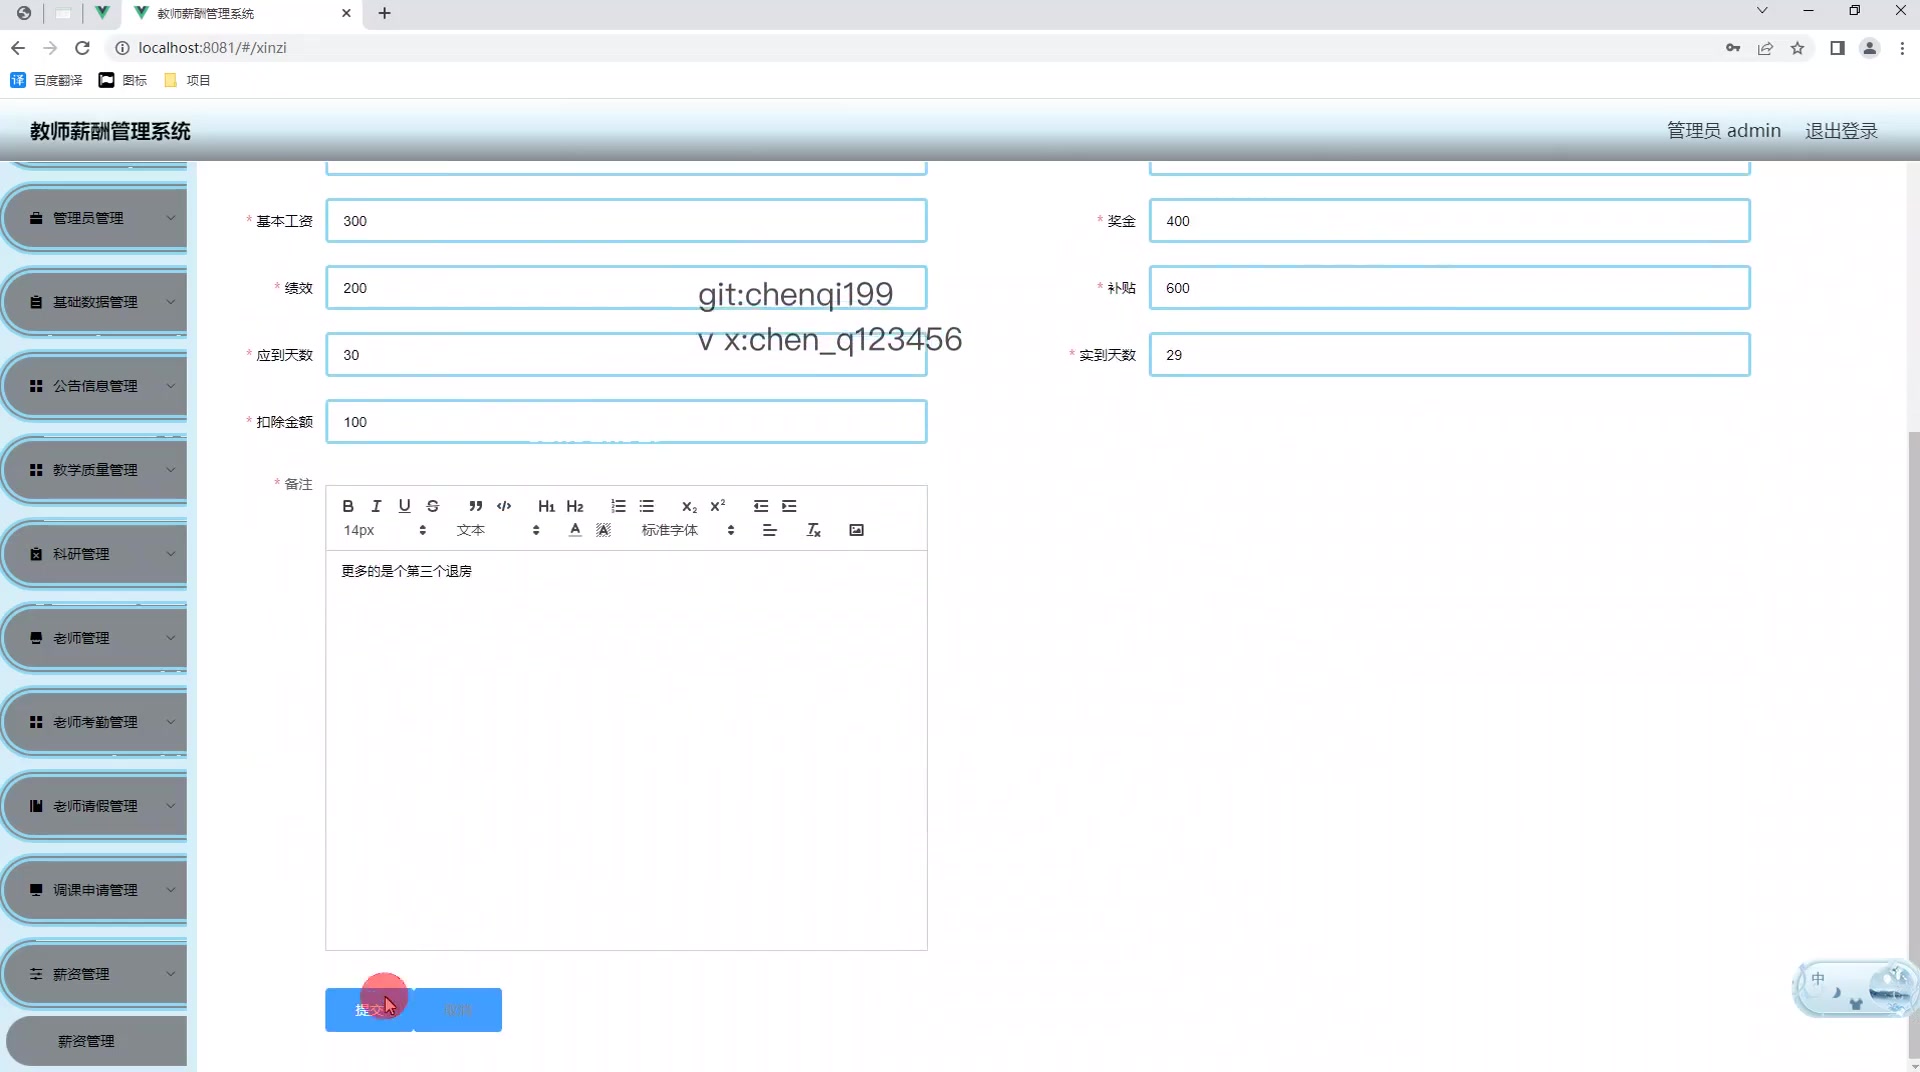 教师薪酬管理系统
localhost:8081/#/xinzi
百度翻译 图标 项目
教师薪酬管理系统
管理员 admin 退出登录
管理员管理
基础数据管理
公告信息管理
教学质量管理
科研管理
老师管理
老师考勤管理
老师请假管理
调课申请管理
薪资管理
薪资管理
* 基本工资 300
* 奖金 400
* 绩效 200
* 补贴 600
* 应到天数 30
* 实到天数 29
* 扣除金额 100
git:chenqi199
v x:chen_q123456
* 备注
B I U S H1 H2 X2 X2
14px 文本 A A 标准字体
更多的是个第三个退房
提交
中